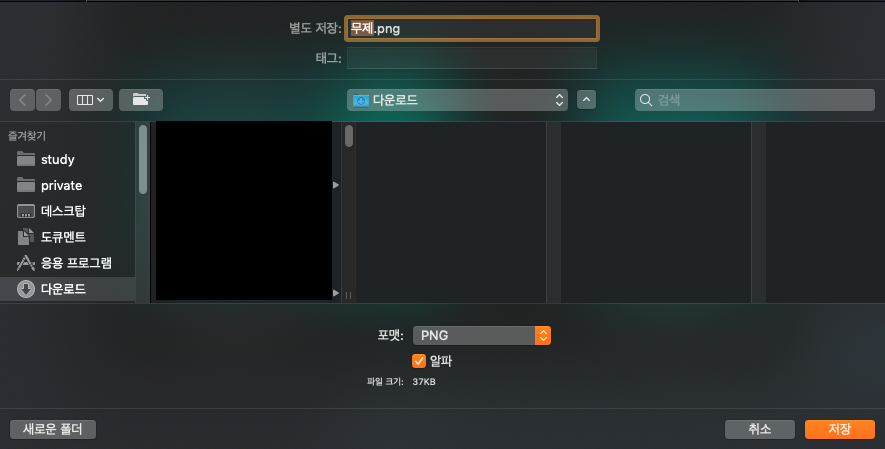 별도 저장: 무제.png
태그:
다운로드
검색
즐겨찾기
study
private
데스크탑
도큐멘트
응용 프로그램
다운로드
포맷: PNG
알파
파일 크기: 37KB
새로운 폴더
취소
저장